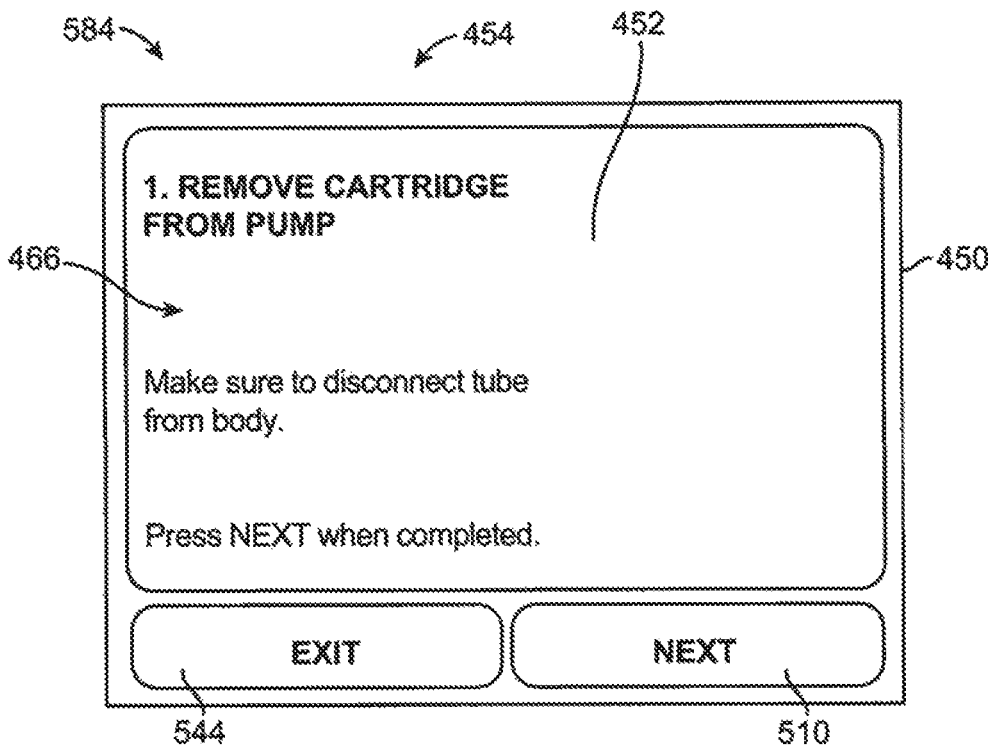 584
454
452
1. REMOVE CARTRIDGE
FROM PUMP
466
450
Make sure to disconnect tube
from body.
Press NEXT when completed.
EXIT
NEXT
544
510